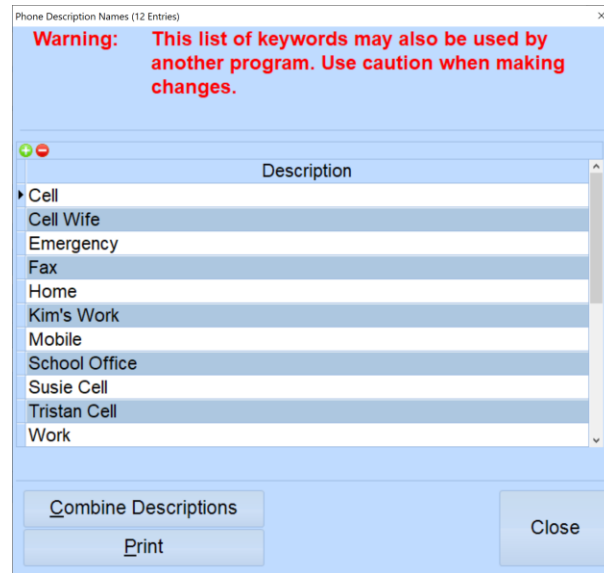 Phone Description Names (12 Entries)
Warning: This list of keywords may also be used by
another program. Use caution when making
changes.
Description
Cell
Cell Wife
Emergency
Fax
Home
Kim's Work
Mobile
School Office
Susie Cell
Tristan Cell
Work
Combine Descriptions
Print
Close